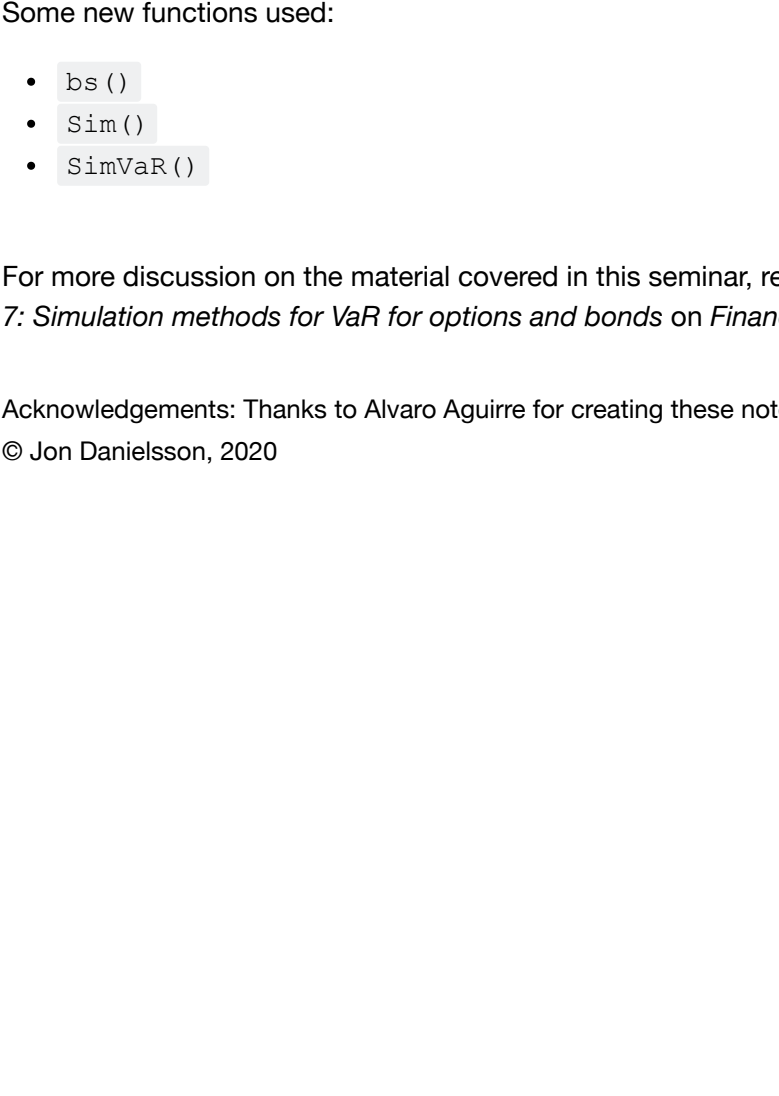 Some new functions used:
bs()
Sim()
SimVaR()
For more discussion on the material covered in this seminar,
7: Simulation methods for VaR for options and bonds on
Acknowledgements: Thanks to Alvaro Aguirre for creating these
© Jon Danielsson, 2020